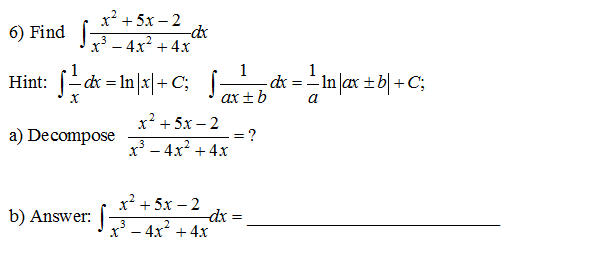 6) Find ∫ (x² + 5x − 2)/(x³ − 4x² + 4x) dx
Hint: ∫ 1/x dx = ln|x| + C; ∫ 1/(ax ± b) dx = 1/a ln|ax ± b| + C;
a) Decompose (x² + 5x − 2)/(x³ − 4x² + 4x) = ?
b) Answer: ∫ (x² + 5x − 2)/(x³ − 4x² + 4x) dx = ____________________